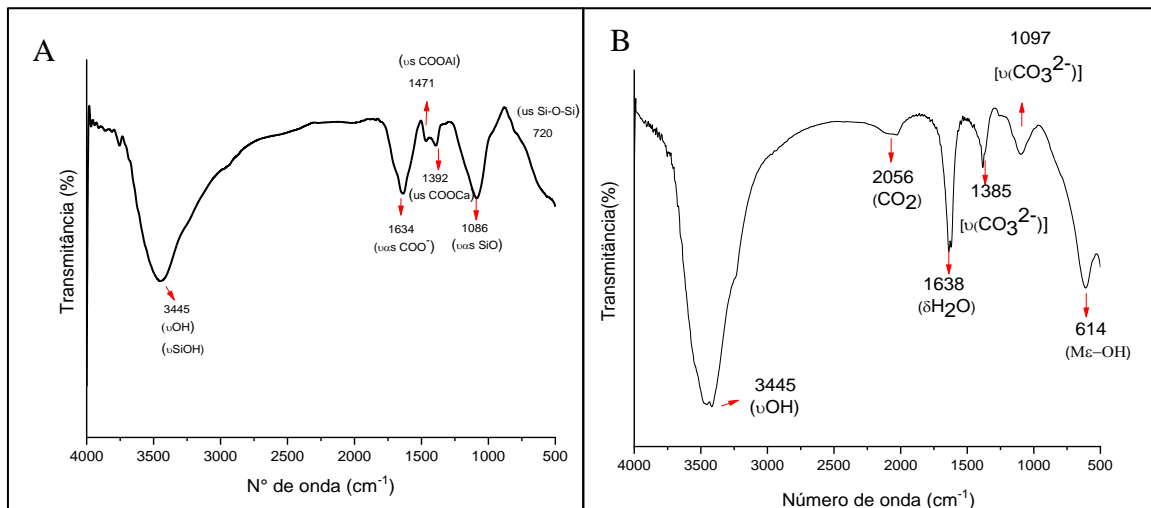 A
(υs COOAl)
1471
(us Si-O-Si)
720
1392
(us COOCa)
1634
(υαs COO⁻)
1086
(υαs SiO)
3445
(υOH)
(υSiOH)
Transmitância (%)
4000 3500 3000 2500 2000 1500 1000 500
N° de onda (cm⁻¹)
B
1097
[υ(CO3²⁻)]
2056
(CO2)
1385
[υ(CO3²⁻)]
1638
(δH2O)
614
(Mε−OH)
3445
(υOH)
Transmitância(%)
4000 3500 3000 2500 2000 1500 1000 500
Número de onda (cm⁻¹)